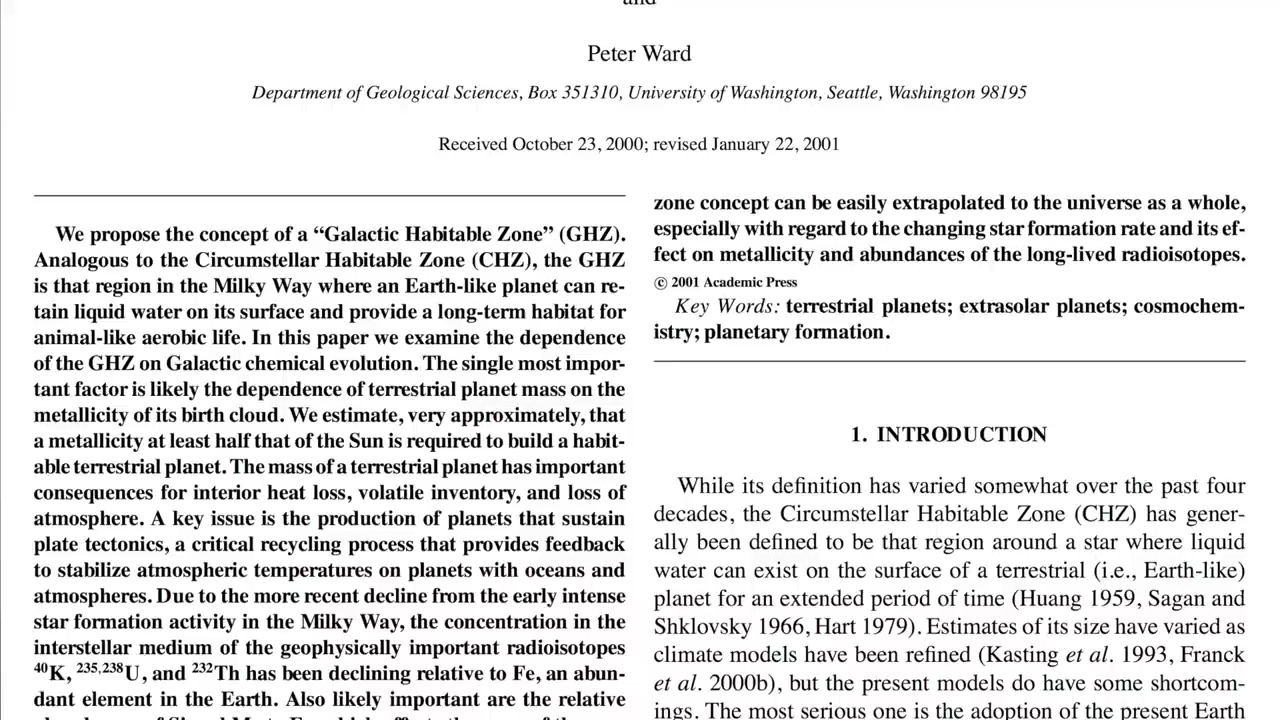 and
Peter Ward
Department of Geological Sciences, Box 351310, University of Washington, Seattle, Washington 98195
Received October 23, 2000; revised January 22, 2001
We propose the concept of a “Galactic Habitable Zone” (GHZ).
Analogous to the Circumstellar Habitable Zone (CHZ), the GHZ
is that region in the Milky Way where an Earth-like planet can re-
tain liquid water on its surface and provide a long-term habitat for
animal-like aerobic life. In this paper we examine the dependence
of the GHZ on Galactic chemical evolution. The single most impor-
tant factor is likely the dependence of terrestrial planet mass on the
metallicity of its birth cloud. We estimate, very approximately, that
a metallicity at least half that of the Sun is required to build a habit-
able terrestrial planet. The mass of a terrestrial planet has important
consequences for interior heat loss, volatile inventory, and loss of
atmosphere. A key issue is the production of planets that sustain
plate tectonics, a critical recycling process that provides feedback
to stabilize atmospheric temperatures on planets with oceans and
atmospheres. Due to the more recent decline from the early intense
star formation activity in the Milky Way, the concentration in the
interstellar medium of the geophysically important radioisotopes
⁴⁰K, ²³⁵,²³⁸U, and ²³²Th has been declining relative to Fe, an abun-
dant element in the Earth. Also likely important are the relative
zone concept can be easily extrapolated to the universe as a whole,
especially with regard to the changing star formation rate and its ef-
fect on metallicity and abundances of the long-lived radioisotopes.
© 2001 Academic Press
Key Words: terrestrial planets; extrasolar planets; cosmochem-
istry; planetary formation.
1. INTRODUCTION
While its definition has varied somewhat over the past four
decades, the Circumstellar Habitable Zone (CHZ) has gener-
ally been defined to be that region around a star where liquid
water can exist on the surface of a terrestrial (i.e., Earth-like)
planet for an extended period of time (Huang 1959, Sagan and
Shklovsky 1966, Hart 1979). Estimates of its size have varied as
climate models have been refined (Kasting et al. 1993, Franck
et al. 2000b), but the present models do have some shortcom-
ings. The most serious one is the adoption of the present Earth